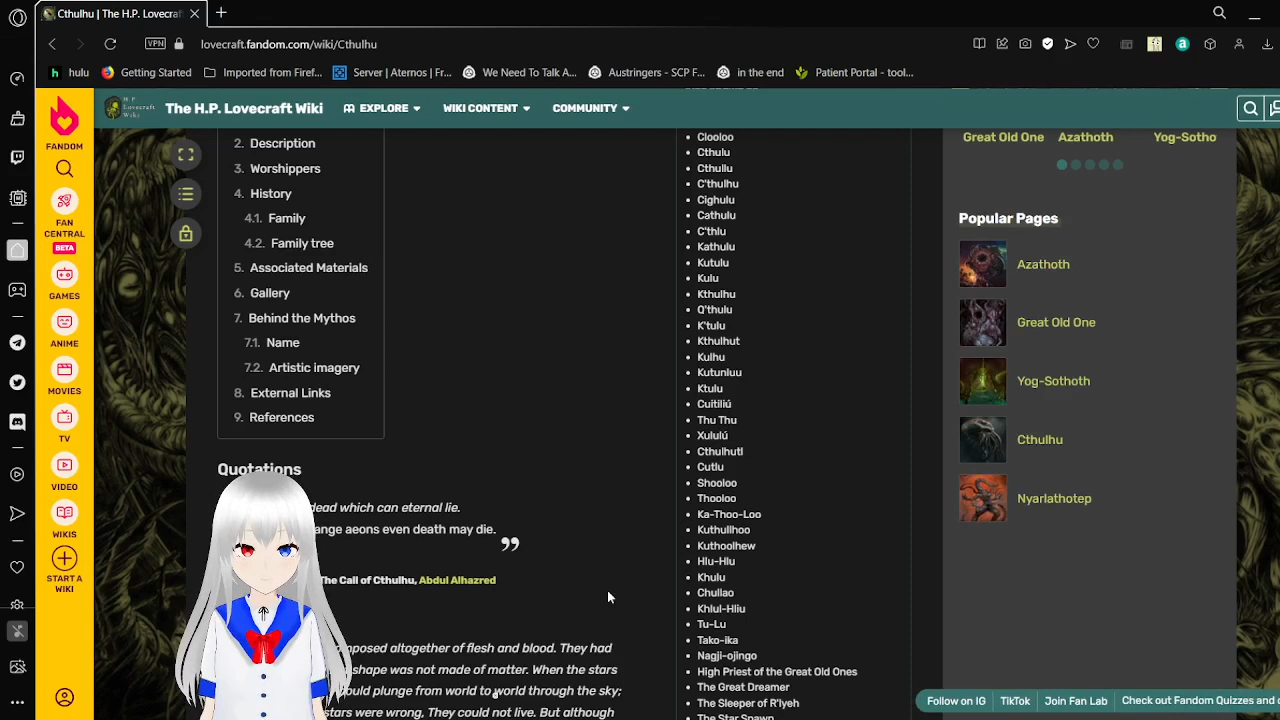 Cthulhu | The H.P. Lovecraf
lovecraft.fandom.com/wiki/Cthulhu
VPN
hulu
Getting Started
Imported from Firef...
Server | Aternos | Fr...
We Need To Talk A...
Austringers - SCP F...
in the end
Patient Portal - tool...
H.P.
Lovecraft
Wiki
The H.P. Lovecraft Wiki
EXPLORE
WIKI CONTENT
COMMUNITY
FANDOM
FAN
CENTRAL
BETA
GAMES
ANIME
MOVIES
TV
VIDEO
WIKIS
START A
WIKI
2. Description
3. Worshippers
4. History
4.1. Family
4.2. Family tree
5. Associated Materials
6. Gallery
7. Behind the Mythos
7.1. Name
7.2. Artistic imagery
8. External Links
9. References
Quotations
dead which can eternal lie.
ange aeons even death may die.
”
The Call of Cthulhu, Abdul Alhazred
mposed altogether of flesh and blood. They had
shape was not made of matter. When the stars
ould plunge from world to world through the sky;
stars were wrong, They could not live. But although
Clooloo
Cthulu
Cthullu
C'thulhu
Cighulu
Cathulu
C'thlu
Kathulu
Kutulu
Kulu
Kthulhu
Q'thulu
K'tulu
Kthulhut
Kulhu
Kutunluu
Ktulu
Cuitiliú
Thu Thu
Xululú
Cthulhutl
Cutlu
Shooloo
Thooloo
Ka-Thoo-Loo
Kuthullhoo
Kuthoolhew
Hlu-Hlu
Khulu
Chullao
Khlul-Hliu
Tu-Lu
Tako-ika
Nagji-ojingo
High Priest of the Great Old Ones
The Great Dreamer
The Sleeper of R'lyeh
The Star Spawn
Great Old One
Azathoth
Yog-Sotho
Popular Pages
Azathoth
Great Old One
Yog-Sothoth
Cthulhu
Nyarlathotep
Follow on IG
TikTok
Join Fan Lab
Check out Fandom Quizzes and